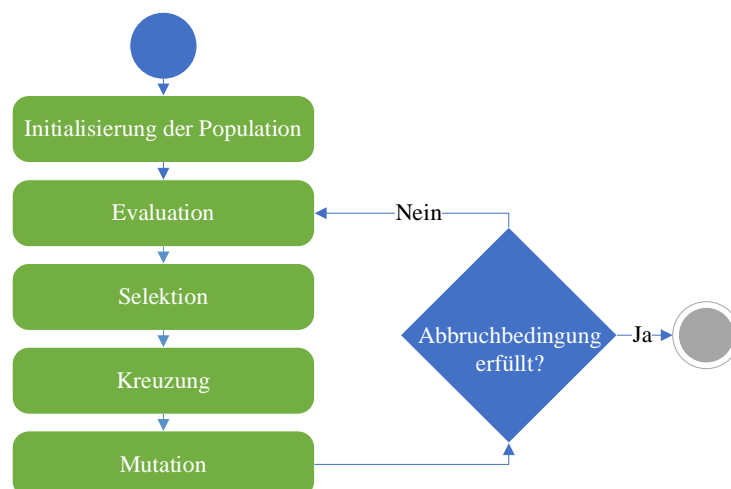 Initialisierung der Population
Evaluation
Nein
Selektion
Abbruchbedingung
erfüllt?
Ja
Kreuzung
Mutation